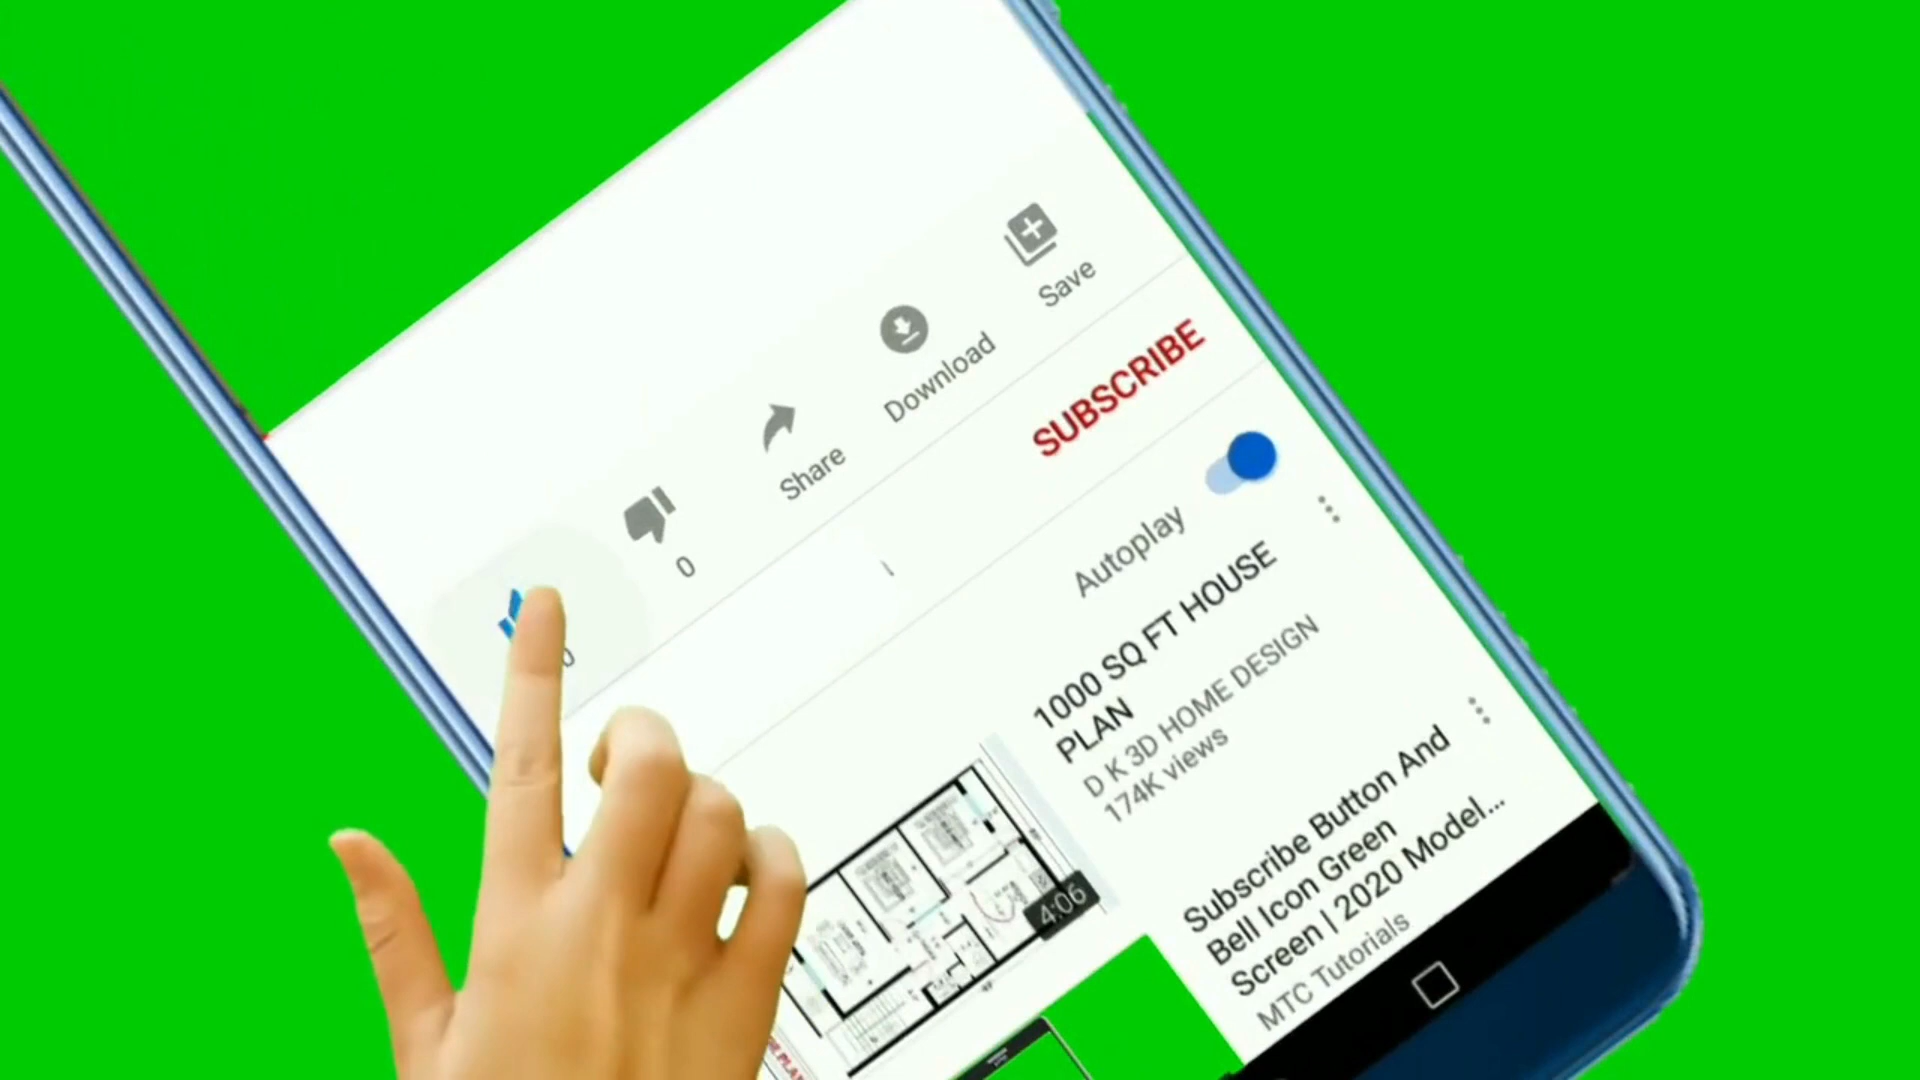 Save
Download
Share
0
0
SUBSCRIBE
Autoplay
1000 SQ FT HOUSE
PLAN
D K 3D HOME DESIGN
174K views
4:06
Subscribe Button And
Bell Icon Green
Screen | 2020 Model...
MTC Tutorials